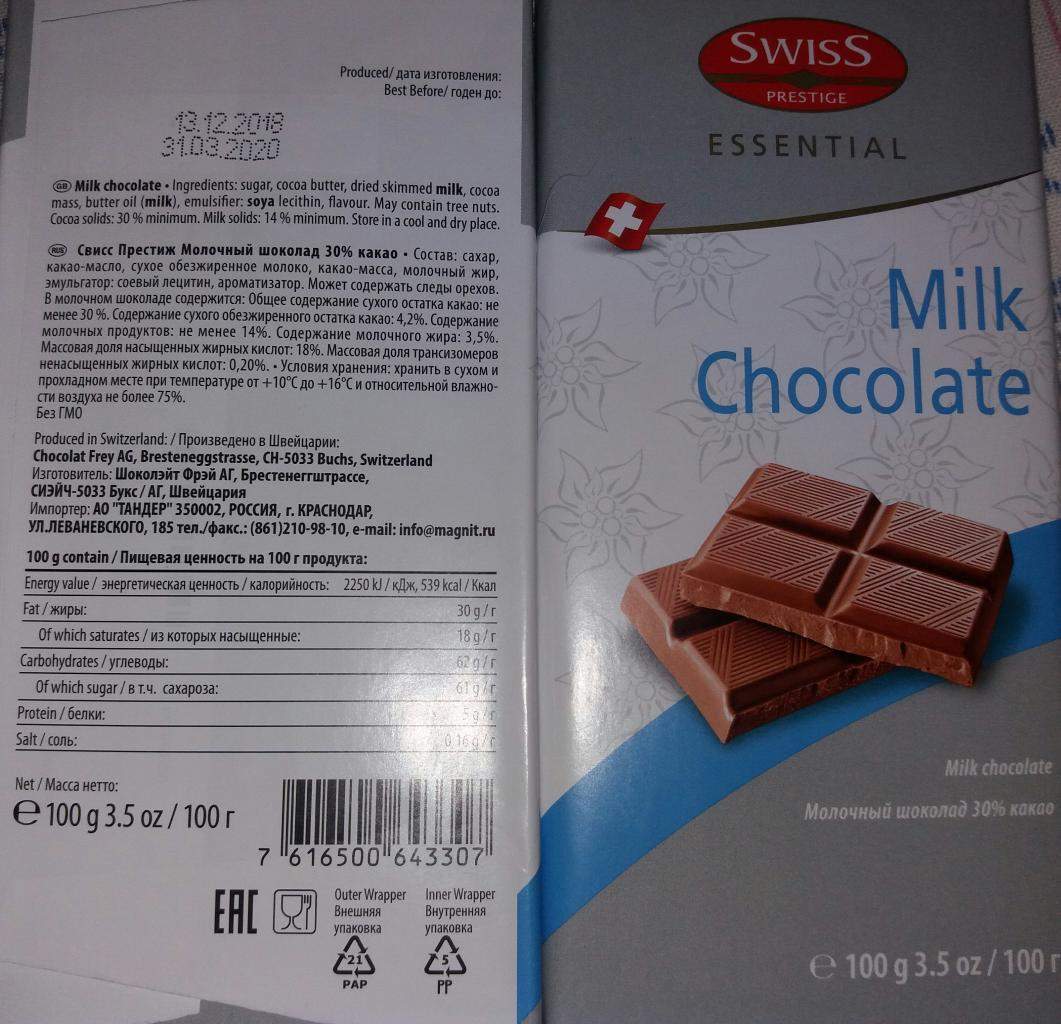 Produced/ дата изготовления:
Best Before/ годен до:
13.12.2018
31.03.2020
GB Milk chocolate • Ingredients: sugar, cocoa butter, dried skimmed milk, cocoa
mass, butter oil (milk), emulsifier: soya lecithin, flavour. May contain tree nuts.
Cocoa solids: 30 % minimum. Milk solids: 14 % minimum. Store in a cool and dry place.
RUS Свисс Престиж Молочный шоколад 30% какао • Состав: сахар,
какао-масло, сухое обезжиренное молоко, какао-масса, молочный жир,
эмульгатор: соевый лецитин, ароматизатор. Может содержать следы орехов.
В молочном шоколаде содержится: Общее содержание сухого остатка какао: не
менее 30 %. Содержание сухого обезжиренного остатка какао: 4,2%. Содержание
молочных продуктов: не менее 14%. Содержание молочного жира: 3,5%.
Массовая доля насыщенных жирных кислот: 18%. Массовая доля трансизомеров
ненасыщенных жирных кислот: 0,20%. • Условия хранения: хранить в сухом и
прохладном месте при температуре от +10°C до +16°C и относительной влажно-
сти воздуха не более 75%.
Без ГМО
Produced in Switzerland: / Произведено в Швейцарии:
Chocolat Frey AG, Bresteneggstrasse, CH-5033 Buchs, Switzerland
Изготовитель: Шоколэйт Фрэй АГ, Брестенеггштрассе,
СИЭЙЧ-5033 Букс / АГ, Швейцария
Импортер: АО "ТАНДЕР" 350002, РОССИЯ, г. КРАСНОДАР,
УЛ.ЛЕВАНЕВСКОГО, 185 тел./факс.: (861)210-98-10, e-mail: info@magnit.ru
100 g contain / Пищевая ценность на 100 г продукта:
Energy value / энергетическая ценность / калорийность: 2250 kJ / кДж, 539 kcal / Ккал
Fat / жиры: 30 g / г
Of which saturates / из которых насыщенные: 18 g / г
Carbohydrates / углеводы: 62 g / г
Of which sugar / в т.ч. сахароза: 61 g / г
Protein / белки: 5 g / г
Salt / соль: 0.16 g / г
Net / Масса нетто:
℮ 100 g 3.5 oz / 100 г
7 616500 643307
EAC
Outer Wrapper
Внешняя
упаковка
21
PAP
Inner Wrapper
Внутренняя
упаковка
5
PP
SWISS
PRESTIGE
ESSENTIAL
Milk
Chocolate
Milk chocolate
Молочный шоколад 30% какао
℮ 100 g 3.5 oz / 100 г